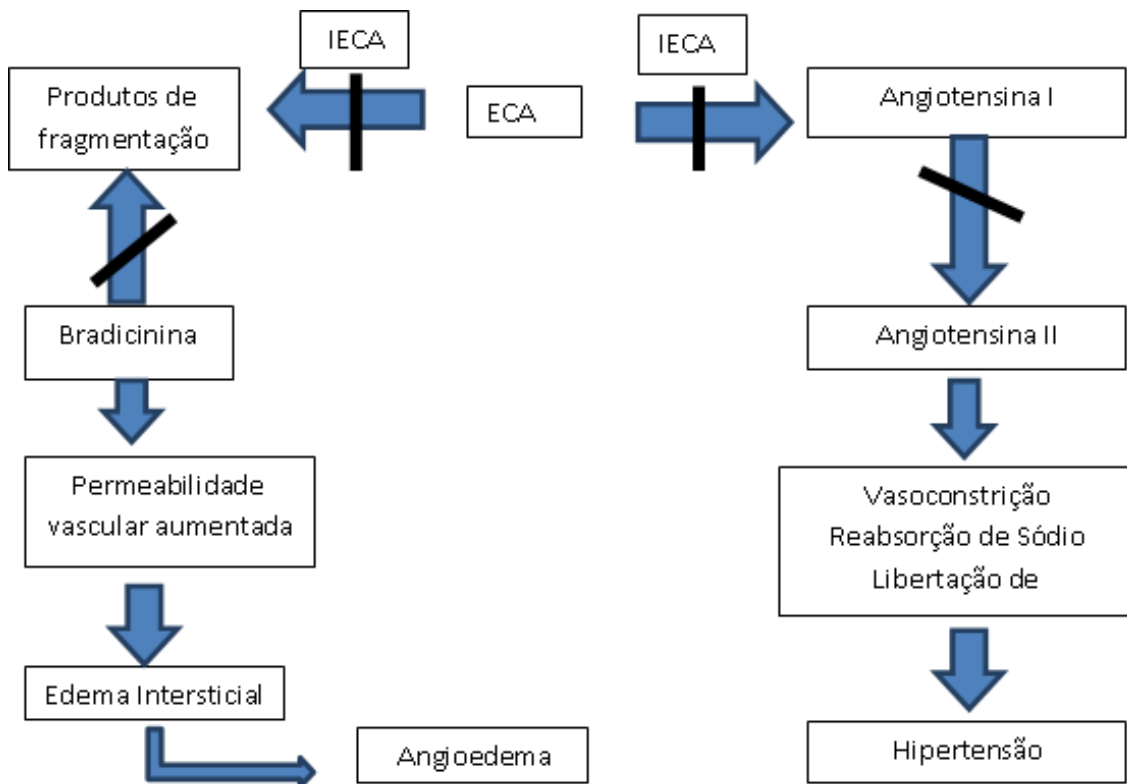 IECA
IECA
Produtos de
fragmentação
ECA
Angiotensina I
Bradicinina
Angiotensina II
Permeabilidade
vascular aumentada
Vasoconstrição
Reabsorção de Sódio
Libertação de
Edema Intersticial
Angioedema
Hipertensão